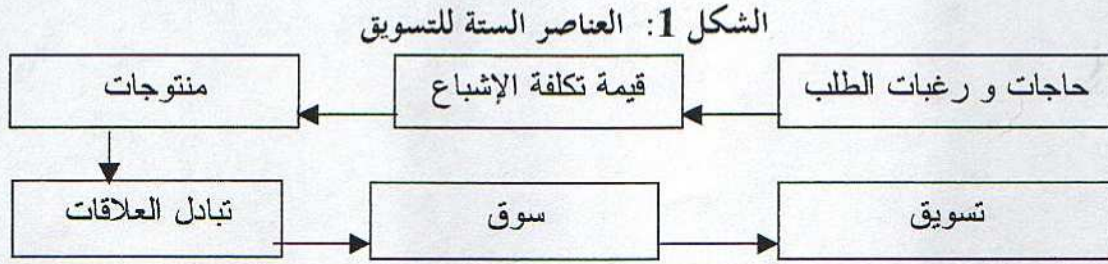 الشكل 1: العناصر الستة للتسويق
حاجات و رغبات الطلب
قيمة تكلفة الإشباع
منتوجات
تبادل العلاقات
سوق
تسويق